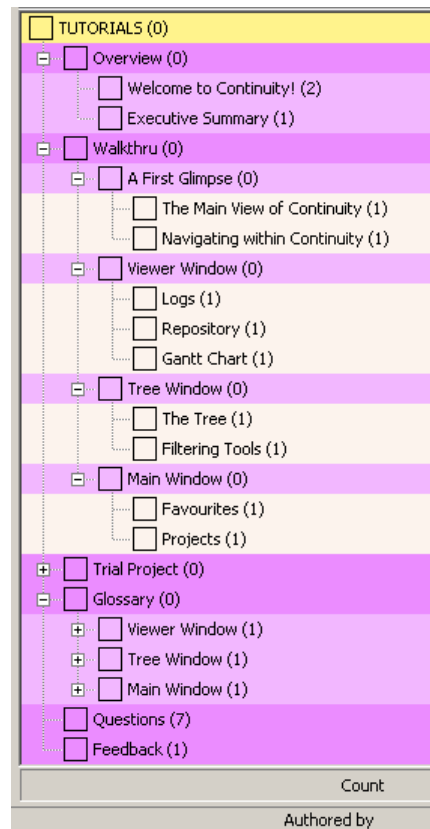 TUTORIALS (0)
Overview (0)
Welcome to Continuity! (2)
Executive Summary (1)
Walkthru (0)
A First Glimpse (0)
The Main View of Continuity (1)
Navigating within Continuity (1)
Viewer Window (0)
Logs (1)
Repository (1)
Gantt Chart (1)
Tree Window (0)
The Tree (1)
Filtering Tools (1)
Main Window (0)
Favourites (1)
Projects (1)
Trial Project (0)
Glossary (0)
Viewer Window (1)
Tree Window (1)
Main Window (1)
Questions (7)
Feedback (1)
Count
Authored by